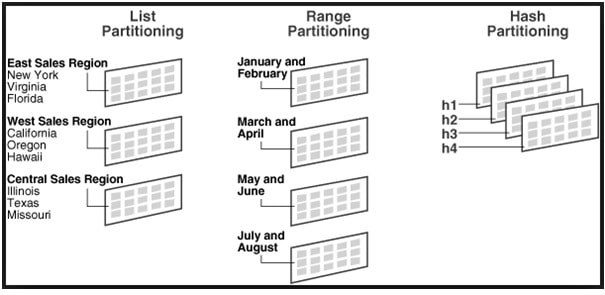 List
Partitioning
East Sales Region
New York
Virginia
Florida
West Sales Region
California
Oregon
Hawaii
Central Sales Region
Illinois
Texas
Missouri
Range
Partitioning
January and
February
March and
April
May and
June
July and
August
Hash
Partitioning
h1
h2
h3
h4